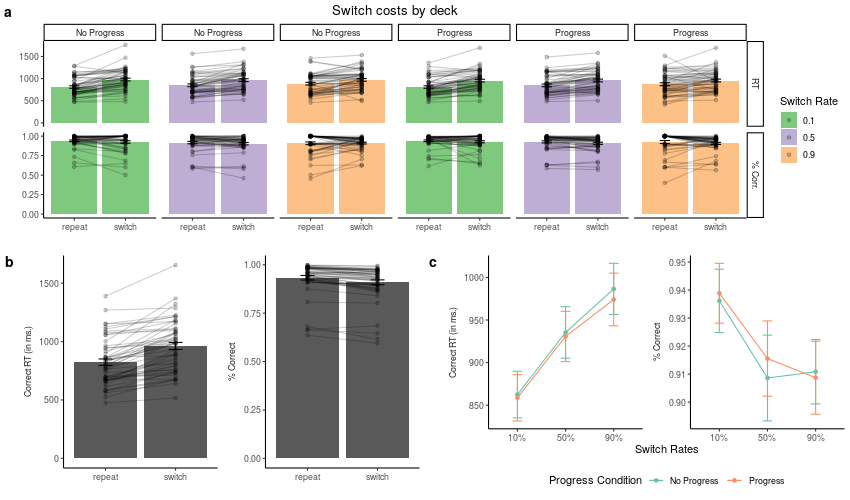 a
Switch costs by deck
No Progress No Progress No Progress Progress Progress Progress
1500
1000
500
0
RT
1.00
0.75
0.50
0.25
0.00
% Corr.
repeat switch repeat switch repeat switch repeat switch repeat switch repeat switch
Switch Rate
0.1
0.5
0.9
b
Correct RT (in ms.)
1500
1000
500
0
repeat switch
% Correct
1.00
0.75
0.50
0.25
0.00
repeat switch
c
Correct RT (in ms.)
1000
950
900
850
10% 50% 90%
% Correct
0.95
0.94
0.93
0.92
0.91
0.90
10% 50% 90%
Switch Rates
Progress Condition No Progress Progress